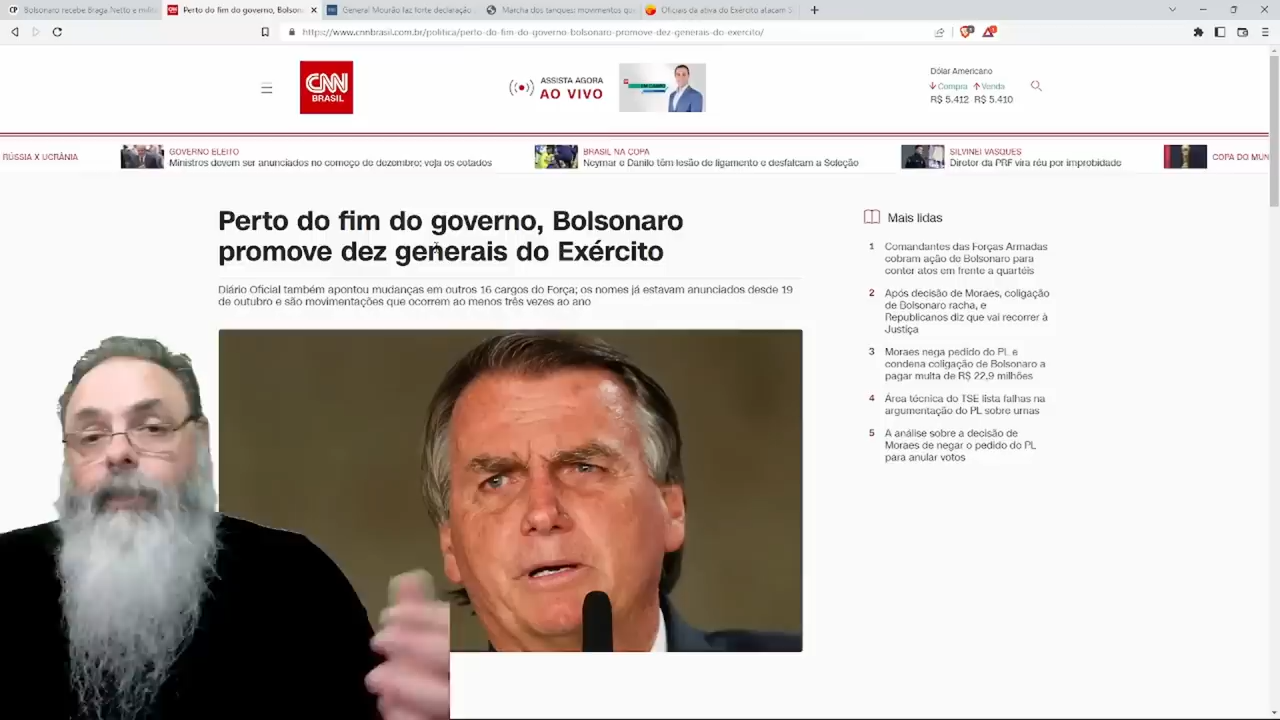 CP Bolsonaro recebe Braga Netto e milita
CNN Perto do fim do governo, Bolson
General Mourão faz forte declaração
Marcha dos tanques: movimentos que
Oficiais da ativa do Exército atacam S
https://www.cnnbrasil.com.br/politica/perto-do-fim-do-governo-bolsonaro-promove-dez-generais-do-exercito/
CNN
BRASIL
ASSISTA AGORA
AO VIVO
Dólar Americano
Compra Venda
R$ 5.412 R$ 5.410
RÚSSIA X UCRÂNIA
GOVERNO ELEITO
Ministros devem ser anunciados no começo de dezembro; veja os cotados
BRASIL NA COPA
Neymar e Danilo têm lesão de ligamento e desfalcam a Seleção
SILVINEI VASQUES
Diretor da PRF vira réu por improbidade
COPA DO MUN
Perto do fim do governo, Bolsonaro
promove dez generais do Exército
Diário Oficial também apontou mudanças em outros 16 cargos do Força; os nomes já estavam anunciados desde 19
de outubro e são movimentações que ocorrem ao menos três vezes ao ano
Mais lidas
1 Comandantes das Forças Armadas
cobram ação de Bolsonaro para
conter atos em frente a quartéis
2 Após decisão de Moraes, coligação
de Bolsonaro racha, e
Republicanos diz que vai recorrer à
Justiça
3 Moraes nega pedido do PL e
condena coligação de Bolsonaro a
pagar multa de R$ 22,9 milhões
4 Área técnica do TSE lista falhas na
argumentação do PL sobre urnas
5 A análise sobre a decisão de
Moraes de negar o pedido do PL
para anular votos